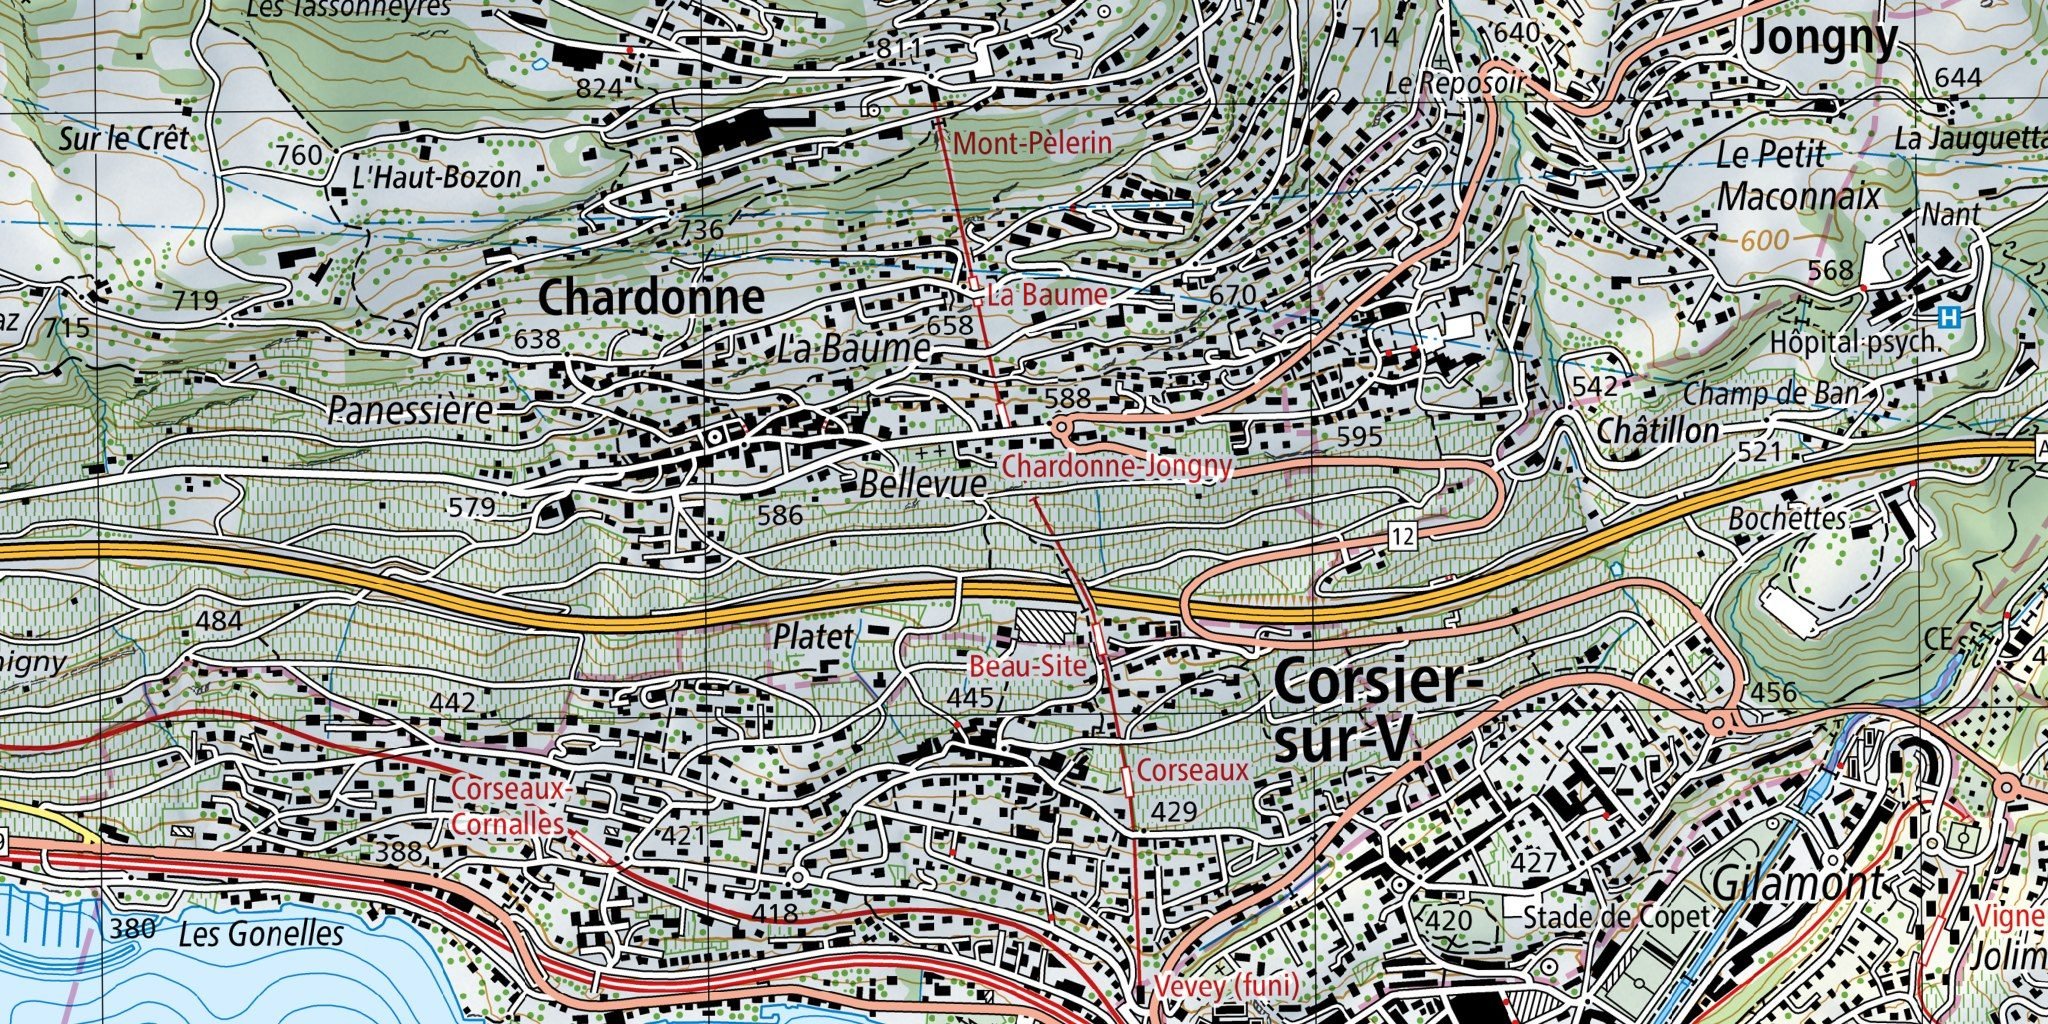 Les Tassonneyres
811
714
640
Jongny
824
Le Reposoir
644
Sur le Crêt
760
L'Haut-Bozon
Mont-Pèlerin
La Jauguetta
Le Petit
Maconnaix
Nant
736
600
568
719
Chardonne
La Baume
670
715
az
658
638
La Baume
H
Hôpital psych.
Panessière
588
542
Champ de Ban
595
Châtillon
521
A
Chardonne-Jongny
Bellevue
579
586
12
Bochettes
484
Platet
CE
nigny
Beau-Site
Corsier-
sur-V.
442
445
456
Corseaux
Corseaux-
Cornalles
429
421
388
427
Gilamont
418
420
Stade de Copet
Vigne
380
Les Gonelles
Jolim
Vevey (funi)